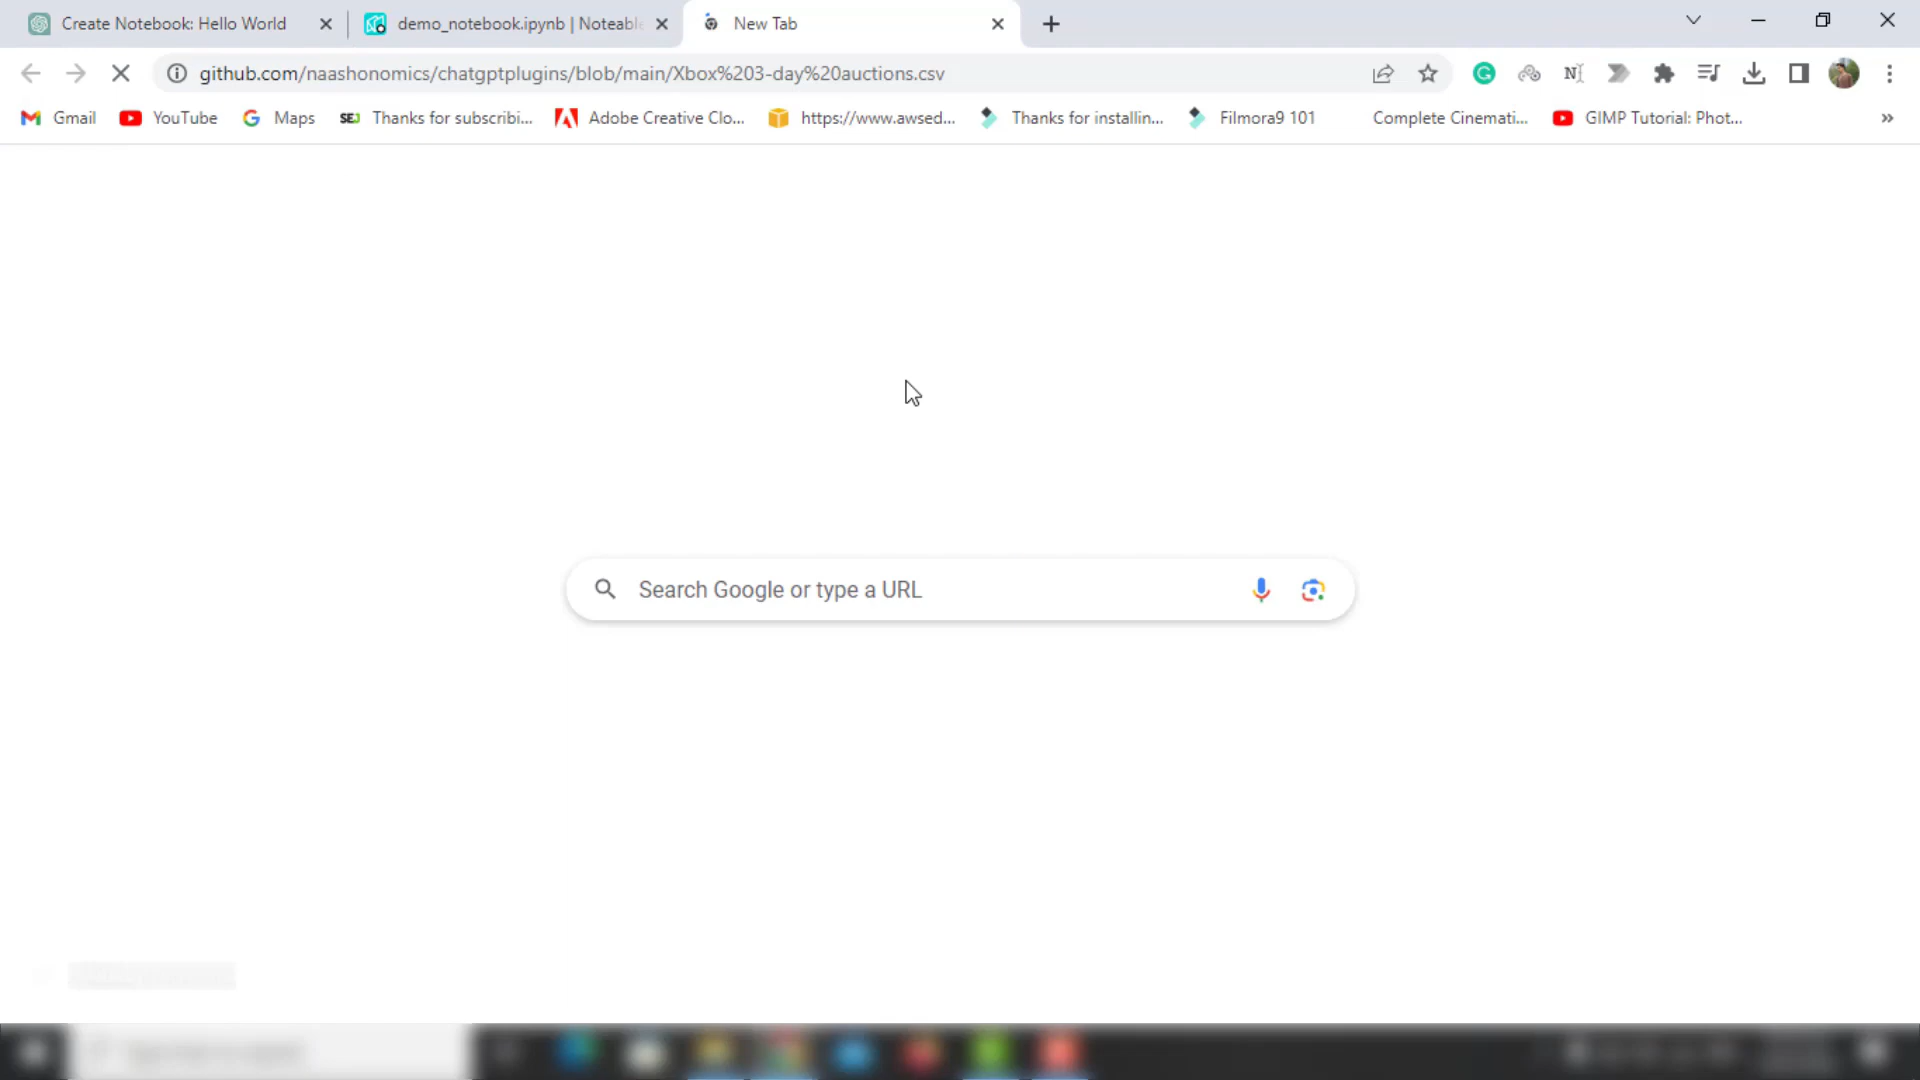 Create Notebook: Hello World
demo_notebook.ipynb | Noteable
New Tab
github.com/naashonomics/chatgptplugins/blob/main/Xbox%203-day%20auctions.csv
Gmail
YouTube
Maps
SEJ Thanks for subscribi...
Adobe Creative Clo...
https://www.awsed...
Thanks for installin...
Filmora9 101
Complete Cinemati...
GIMP Tutorial: Phot...
Search Google or type a URL